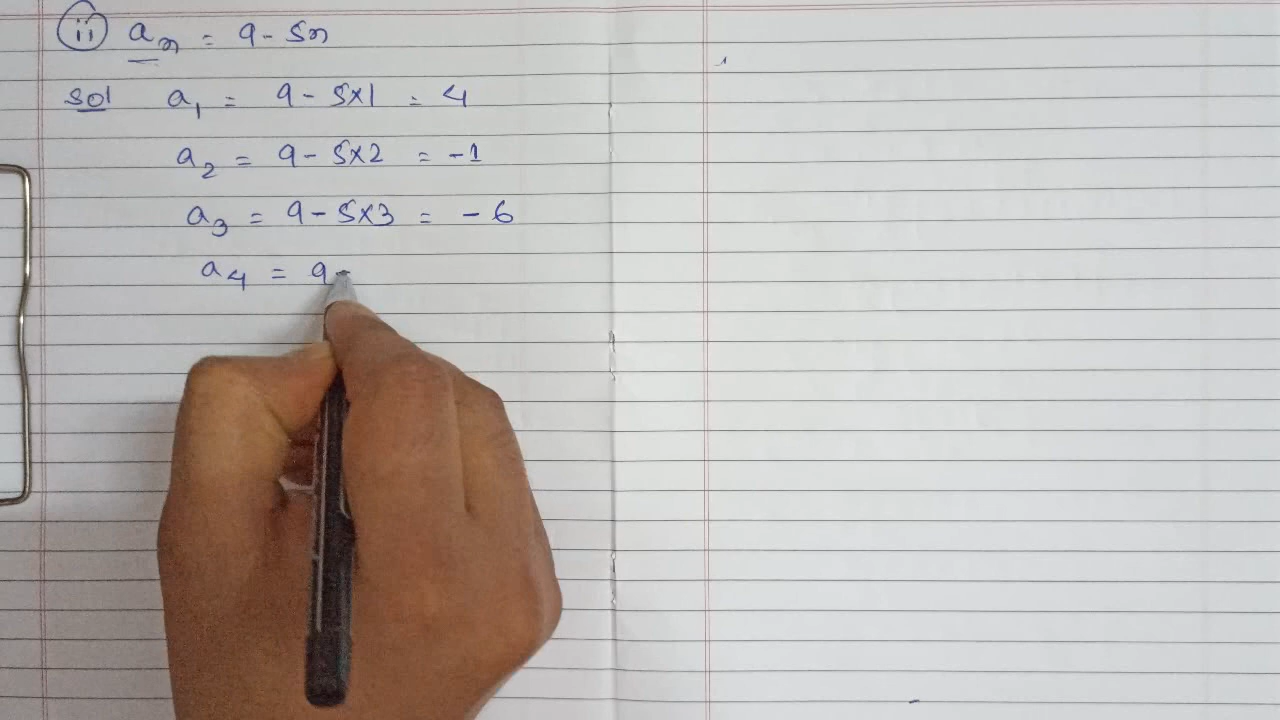 ii) an = 9 - 5n
sol a1 = 9 - 5×1 = 4
a2 = 9 - 5×2 = -1
a3 = 9 - 5×3 = -6
a4 = 9 -